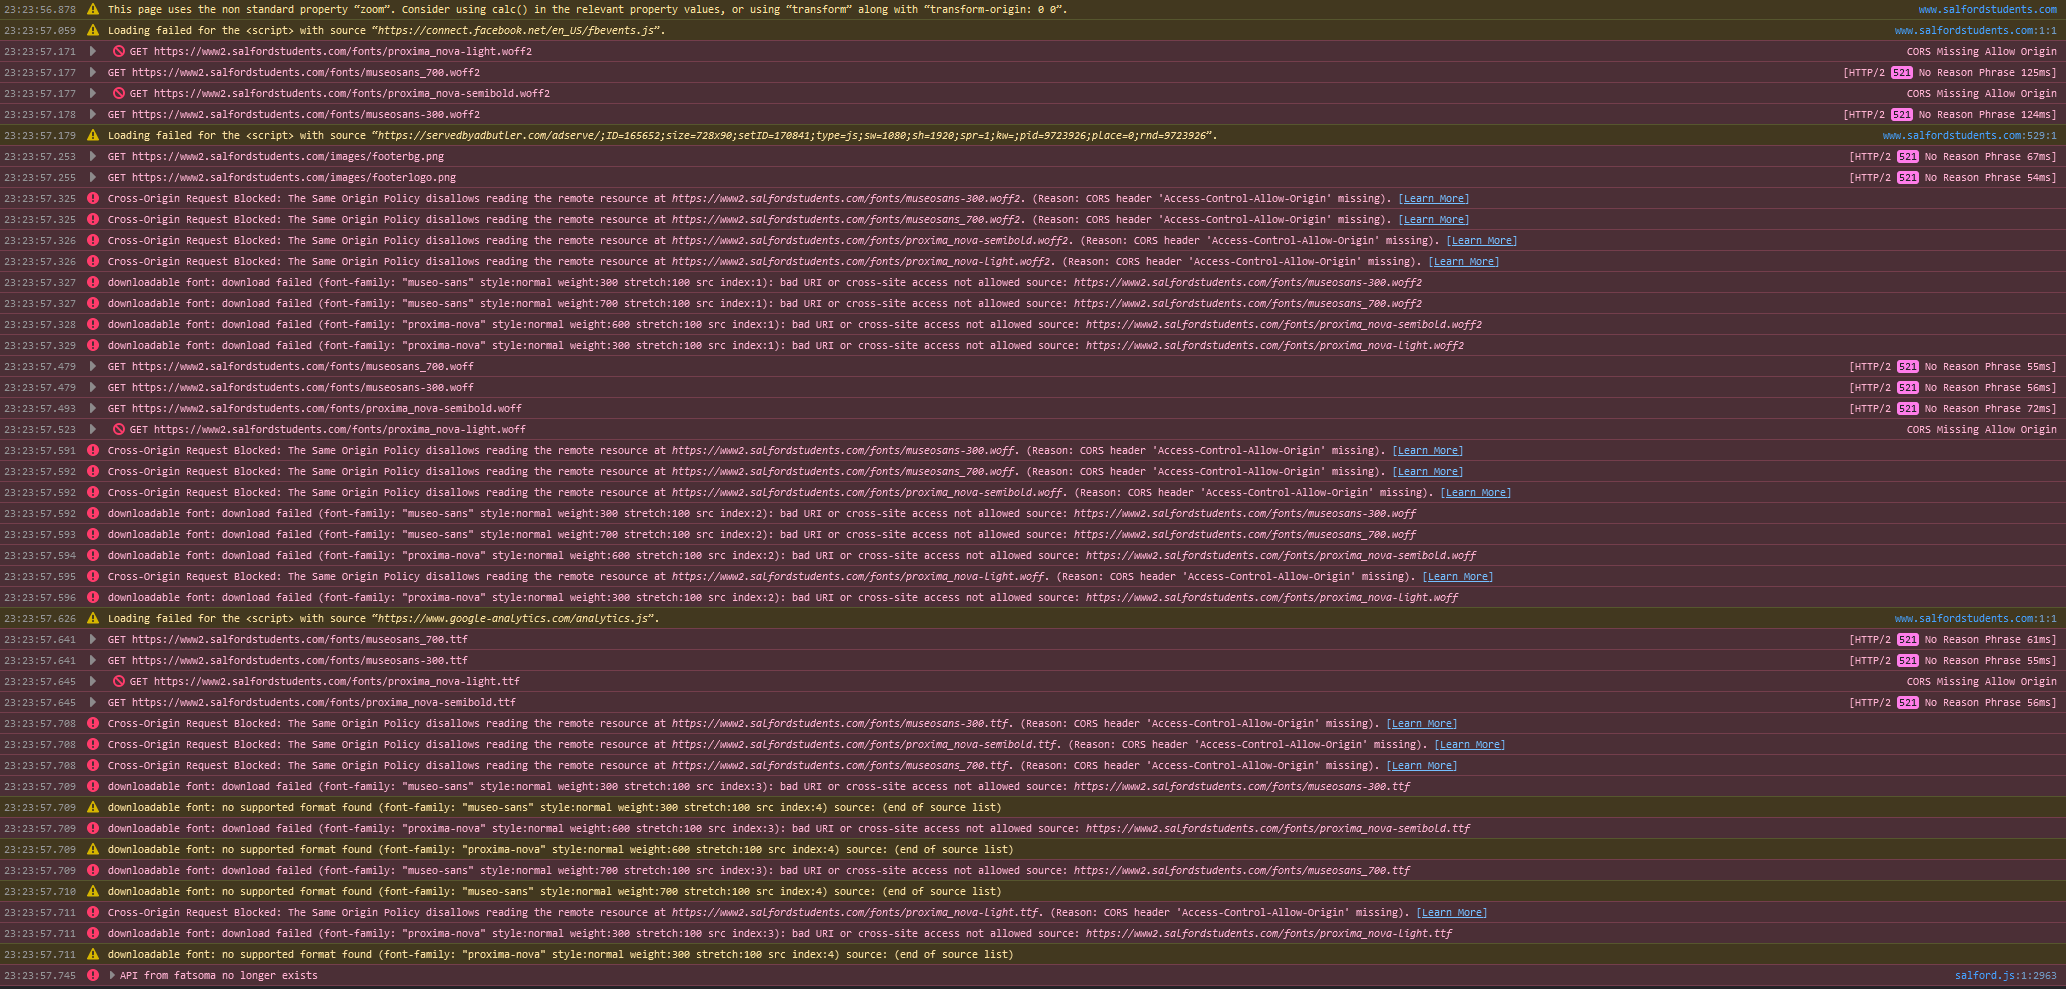 23:23:56.878 This page uses the non standard property “zoom”. Consider using calc() in the relevant property values, or using “transform” along with “transform-origin: 0 0”. www.salfordstudents.com
23:23:57.059 Loading failed for the <script> with source “https://connect.facebook.net/en_US/fbevents.js”. www.salfordstudents.com:1:1
23:23:57.171 GET https://www2.salfordstudents.com/fonts/proxima_nova-light.woff2 CORS Missing Allow Origin
23:23:57.177 GET https://www2.salfordstudents.com/fonts/museosans_700.woff2 [HTTP/2 521 No Reason Phrase 125ms]
23:23:57.177 GET https://www2.salfordstudents.com/fonts/proxima_nova-semibold.woff2 CORS Missing Allow Origin
23:23:57.178 GET https://www2.salfordstudents.com/fonts/museosans-300.woff2 [HTTP/2 521 No Reason Phrase 124ms]
23:23:57.179 Loading failed for the <script> with source “https://servedbyadbutler.com/adserve/;ID=165652;size=728x90;setID=170841;type=js;sw=1080;sh=1920;spr=1;kw=;pid=9723926;place=0;rnd=9723926”. www.salfordstudents.com:529:1
23:23:57.253 GET https://www2.salfordstudents.com/images/footerbg.png [HTTP/2 521 No Reason Phrase 67ms]
23:23:57.255 GET https://www2.salfordstudents.com/images/footerlogo.png [HTTP/2 521 No Reason Phrase 54ms]
23:23:57.325 Cross-Origin Request Blocked: The Same Origin Policy disallows reading the remote resource at https://www2.salfordstudents.com/fonts/museosans-300.woff2. (Reason: CORS header 'Access-Control-Allow-Origin' missing). [Learn More]
23:23:57.325 Cross-Origin Request Blocked: The Same Origin Policy disallows reading the remote resource at https://www2.salfordstudents.com/fonts/museosans_700.woff2. (Reason: CORS header 'Access-Control-Allow-Origin' missing). [Learn More]
23:23:57.326 Cross-Origin Request Blocked: The Same Origin Policy disallows reading the remote resource at https://www2.salfordstudents.com/fonts/proxima_nova-semibold.woff2. (Reason: CORS header 'Access-Control-Allow-Origin' missing). [Learn More]
23:23:57.326 Cross-Origin Request Blocked: The Same Origin Policy disallows reading the remote resource at https://www2.salfordstudents.com/fonts/proxima_nova-light.woff2. (Reason: CORS header 'Access-Control-Allow-Origin' missing). [Learn More]
23:23:57.327 downloadable font: download failed (font-family: "museo-sans" style:normal weight:300 stretch:100 src index:1): bad URI or cross-site access not allowed source: https://www2.salfordstudents.com/fonts/museosans-300.woff2
23:23:57.327 downloadable font: download failed (font-family: "museo-sans" style:normal weight:700 stretch:100 src index:1): bad URI or cross-site access not allowed source: https://www2.salfordstudents.com/fonts/museosans_700.woff2
23:23:57.328 downloadable font: download failed (font-family: "proxima-nova" style:normal weight:600 stretch:100 src index:1): bad URI or cross-site access not allowed source: https://www2.salfordstudents.com/fonts/proxima_nova-semibold.woff2
23:23:57.329 downloadable font: download failed (font-family: "proxima-nova" style:normal weight:300 stretch:100 src index:1): bad URI or cross-site access not allowed source: https://www2.salfordstudents.com/fonts/proxima_nova-light.woff2
23:23:57.479 GET https://www2.salfordstudents.com/fonts/museosans_700.woff [HTTP/2 521 No Reason Phrase 55ms]
23:23:57.479 GET https://www2.salfordstudents.com/fonts/museosans-300.woff [HTTP/2 521 No Reason Phrase 56ms]
23:23:57.493 GET https://www2.salfordstudents.com/fonts/proxima_nova-semibold.woff [HTTP/2 521 No Reason Phrase 72ms]
23:23:57.523 GET https://www2.salfordstudents.com/fonts/proxima_nova-light.woff CORS Missing Allow Origin
23:23:57.591 Cross-Origin Request Blocked: The Same Origin Policy disallows reading the remote resource at https://www2.salfordstudents.com/fonts/museosans-300.woff. (Reason: CORS header 'Access-Control-Allow-Origin' missing). [Learn More]
23:23:57.592 Cross-Origin Request Blocked: The Same Origin Policy disallows reading the remote resource at https://www2.salfordstudents.com/fonts/museosans_700.woff. (Reason: CORS header 'Access-Control-Allow-Origin' missing). [Learn More]
23:23:57.592 Cross-Origin Request Blocked: The Same Origin Policy disallows reading the remote resource at https://www2.salfordstudents.com/fonts/proxima_nova-semibold.woff. (Reason: CORS header 'Access-Control-Allow-Origin' missing). [Learn More]
23:23:57.592 downloadable font: download failed (font-family: "museo-sans" style:normal weight:300 stretch:100 src index:2): bad URI or cross-site access not allowed source: https://www2.salfordstudents.com/fonts/museosans-300.woff
23:23:57.593 downloadable font: download failed (font-family: "museo-sans" style:normal weight:700 stretch:100 src index:2): bad URI or cross-site access not allowed source: https://www2.salfordstudents.com/fonts/museosans_700.woff
23:23:57.594 downloadable font: download failed (font-family: "proxima-nova" style:normal weight:600 stretch:100 src index:2): bad URI or cross-site access not allowed source: https://www2.salfordstudents.com/fonts/proxima_nova-semibold.woff
23:23:57.595 Cross-Origin Request Blocked: The Same Origin Policy disallows reading the remote resource at https://www2.salfordstudents.com/fonts/proxima_nova-light.woff. (Reason: CORS header 'Access-Control-Allow-Origin' missing). [Learn More]
23:23:57.596 downloadable font: download failed (font-family: "proxima-nova" style:normal weight:300 stretch:100 src index:2): bad URI or cross-site access not allowed source: https://www2.salfordstudents.com/fonts/proxima_nova-light.woff
23:23:57.626 Loading failed for the <script> with source “https://www.google-analytics.com/analytics.js”. www.salfordstudents.com:1:1
23:23:57.641 GET https://www2.salfordstudents.com/fonts/museosans_700.ttf [HTTP/2 521 No Reason Phrase 61ms]
23:23:57.641 GET https://www2.salfordstudents.com/fonts/museosans-300.ttf [HTTP/2 521 No Reason Phrase 55ms]
23:23:57.645 GET https://www2.salfordstudents.com/fonts/proxima_nova-light.ttf CORS Missing Allow Origin
23:23:57.645 GET https://www2.salfordstudents.com/fonts/proxima_nova-semibold.ttf [HTTP/2 521 No Reason Phrase 56ms]
23:23:57.708 Cross-Origin Request Blocked: The Same Origin Policy disallows reading the remote resource at https://www2.salfordstudents.com/fonts/museosans-300.ttf. (Reason: CORS header 'Access-Control-Allow-Origin' missing). [Learn More]
23:23:57.708 Cross-Origin Request Blocked: The Same Origin Policy disallows reading the remote resource at https://www2.salfordstudents.com/fonts/proxima_nova-semibold.ttf. (Reason: CORS header 'Access-Control-Allow-Origin' missing). [Learn More]
23:23:57.708 Cross-Origin Request Blocked: The Same Origin Policy disallows reading the remote resource at https://www2.salfordstudents.com/fonts/museosans_700.ttf. (Reason: CORS header 'Access-Control-Allow-Origin' missing). [Learn More]
23:23:57.709 downloadable font: download failed (font-family: "museo-sans" style:normal weight:300 stretch:100 src index:3): bad URI or cross-site access not allowed source: https://www2.salfordstudents.com/fonts/museosans-300.ttf
23:23:57.709 downloadable font: no supported format found (font-family: "museo-sans" style:normal weight:300 stretch:100 src index:4) source: (end of source list)
23:23:57.709 downloadable font: download failed (font-family: "proxima-nova" style:normal weight:600 stretch:100 src index:3): bad URI or cross-site access not allowed source: https://www2.salfordstudents.com/fonts/proxima_nova-semibold.ttf
23:23:57.709 downloadable font: no supported format found (font-family: "proxima-nova" style:normal weight:600 stretch:100 src index:4) source: (end of source list)
23:23:57.709 downloadable font: download failed (font-family: "museo-sans" style:normal weight:700 stretch:100 src index:3): bad URI or cross-site access not allowed source: https://www2.salfordstudents.com/fonts/museosans_700.ttf
23:23:57.710 downloadable font: no supported format found (font-family: "museo-sans" style:normal weight:700 stretch:100 src index:4) source: (end of source list)
23:23:57.711 Cross-Origin Request Blocked: The Same Origin Policy disallows reading the remote resource at https://www2.salfordstudents.com/fonts/proxima_nova-light.ttf. (Reason: CORS header 'Access-Control-Allow-Origin' missing). [Learn More]
23:23:57.711 downloadable font: download failed (font-family: "proxima-nova" style:normal weight:300 stretch:100 src index:3): bad URI or cross-site access not allowed source: https://www2.salfordstudents.com/fonts/proxima_nova-light.ttf
23:23:57.711 downloadable font: no supported format found (font-family: "proxima-nova" style:normal weight:300 stretch:100 src index:4) source: (end of source list)
23:23:57.745 API from fatsoma no longer exists salford.js:1:2963